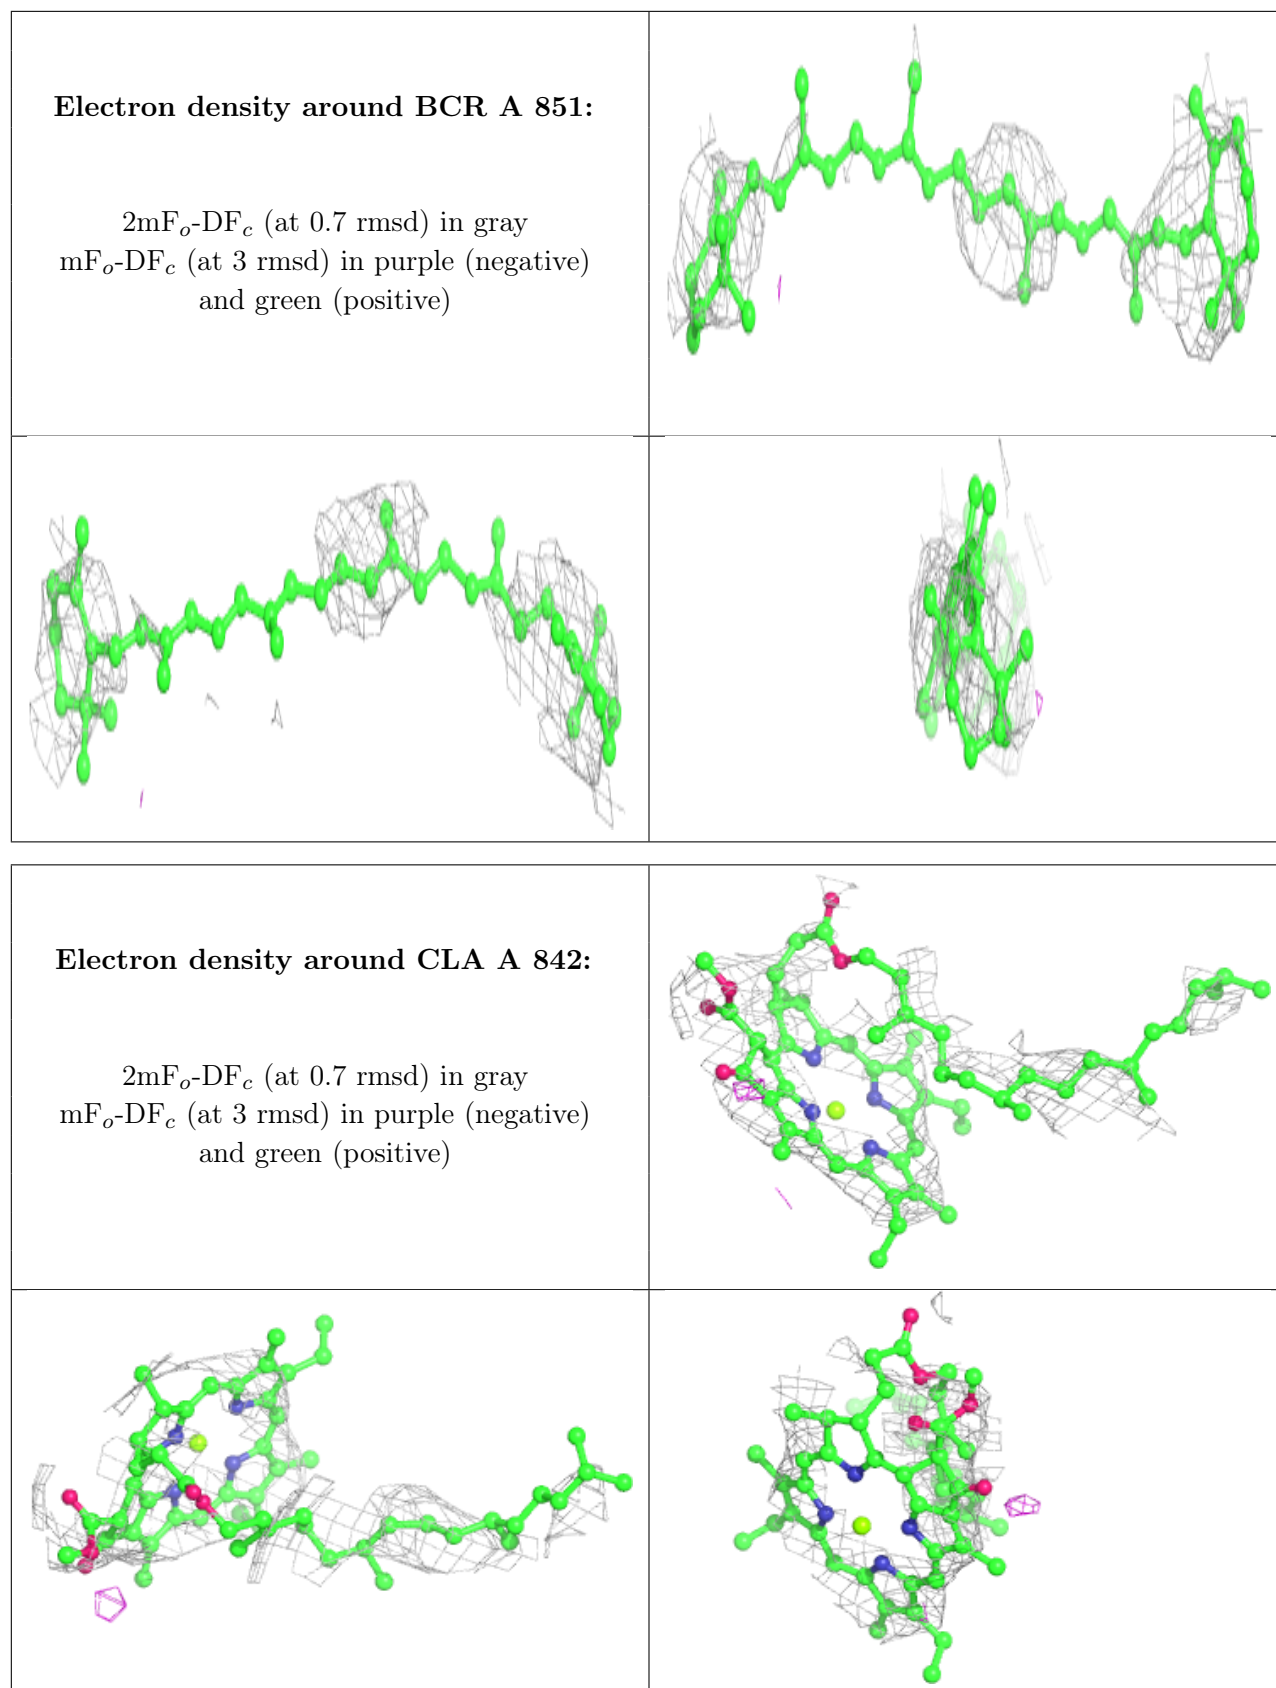 Electron density around BCR A 851:
2mFo-DFc (at 0.7 rmsd) in gray
mFo-DFc (at 3 rmsd) in purple (negative)
and green (positive)
Electron density around CLA A 842:
2mFo-DFc (at 0.7 rmsd) in gray
mFo-DFc (at 3 rmsd) in purple (negative)
and green (positive)